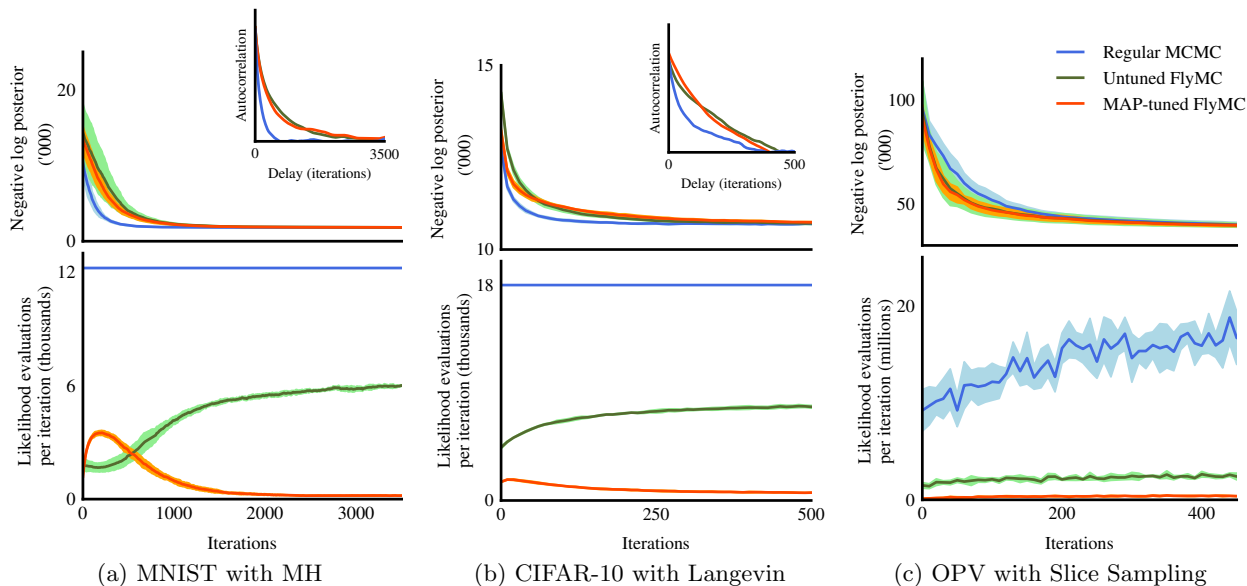 Negative log posterior
('000)
20
0
Autocorrelation
0
3500
Delay (iterations)
Likelihood evaluations
per iteration (thousands)
12
6
0
0
1000
2000
3000
Iterations
(a) MNIST with MH
Negative log posterior
('000)
15
10
Autocorrelation
0
500
Delay (iterations)
Likelihood evaluations
per iteration (thousands)
18
0
0
250
500
Iterations
(b) CIFAR-10 with Langevin
Regular MCMC
Untuned FlyMC
MAP-tuned FlyMC
Negative log posterior
('000)
100
50
Likelihood evaluations
per iteration (millions)
20
0
0
200
400
Iterations
(c) OPV with Slice Sampling